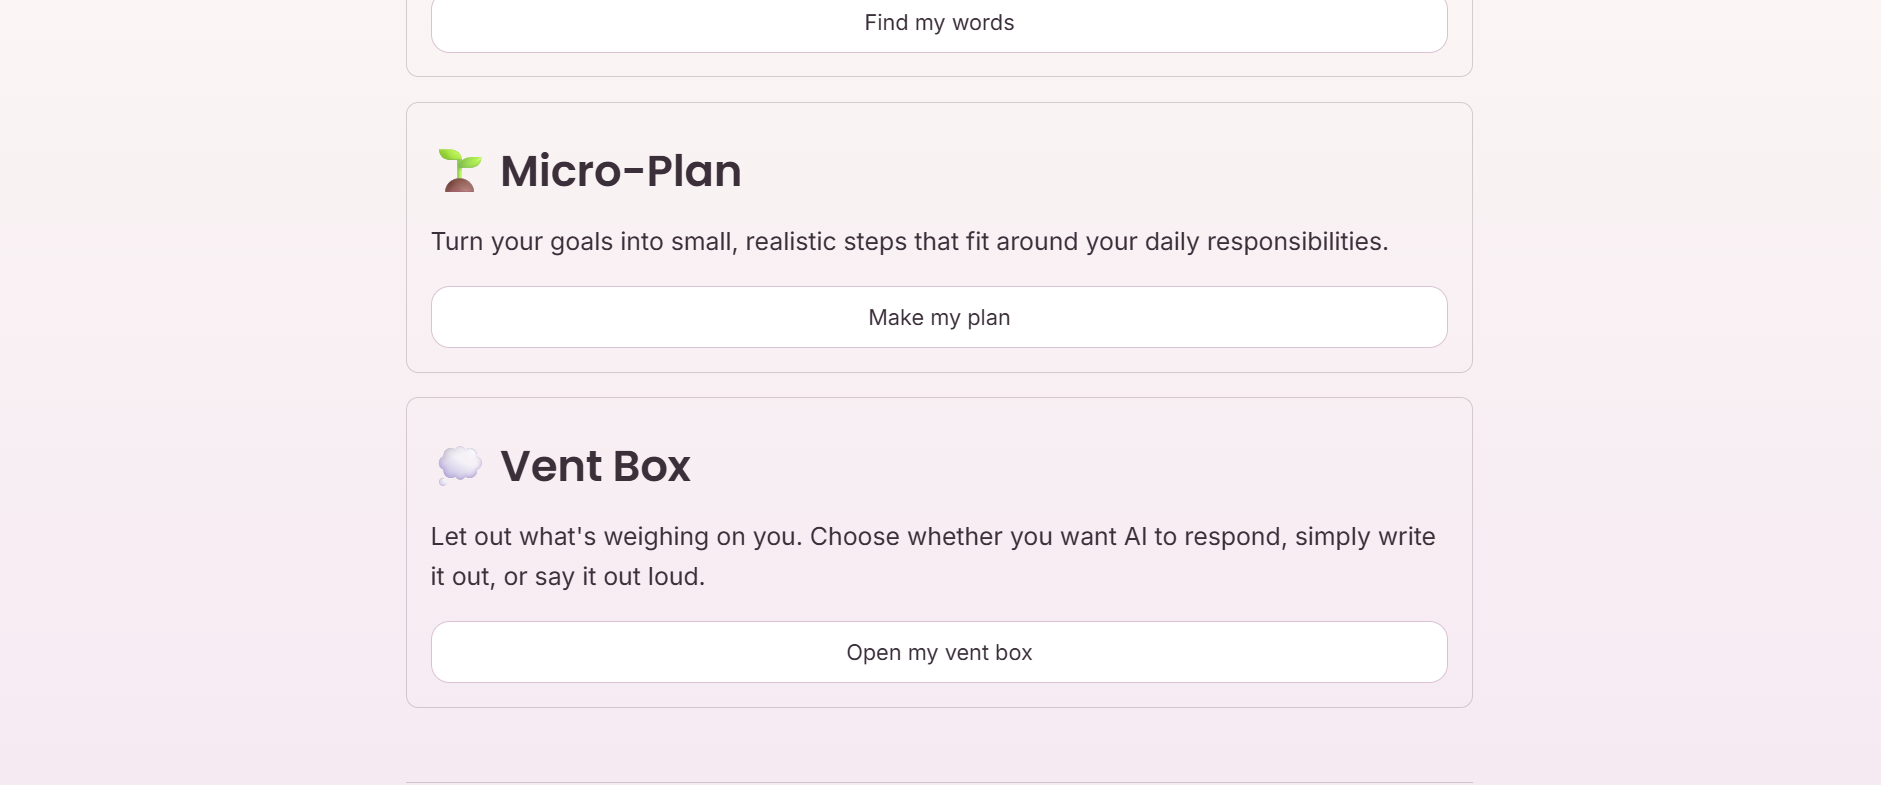 Find my words
Micro-Plan
Turn your goals into small, realistic steps that fit around your daily responsibilities.
Make my plan
Vent Box
Let out what's weighing on you. Choose whether you want AI to respond, simply write
it out, or say it out loud.
Open my vent box